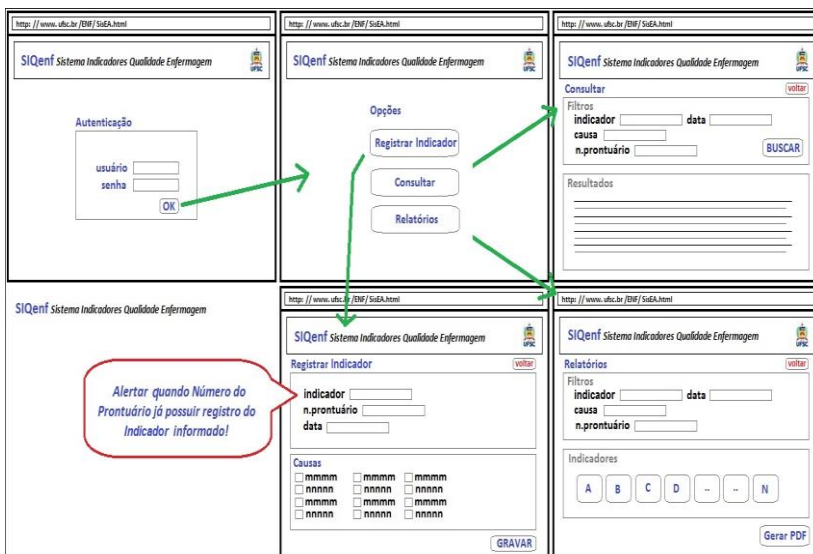 http: // www. ufsc.br /ENF/ SisEA.html
SIQenf Sistema Indicadores Qualidade Enfermagem
UFSC
Autenticação
usuário
senha
OK
http: // www. ufsc.br /ENF/ SisEA.html
SIQenf Sistema Indicadores Qualidade Enfermagem
UFSC
Opções
Registrar Indicador
Consultar
Relatórios
http: // www. ufsc.br /ENF/ SisEA.html
SIQenf Sistema Indicadores Qualidade Enfermagem
UFSC
Consultar voltar
Filtros
indicador data
causa
n.prontuário BUSCAR
Resultados
SIQenf Sistema Indicadores Qualidade Enfermagem
Alertar quando Número do
Prontuário já possuir registro do
Indicador informado!
http: // www. ufsc.br /ENF/ SisEA.html
SIQenf Sistema Indicadores Qualidade Enfermagem
UFSC
Registrar Indicador voltar
indicador
n.prontuário
data
Causas
mmmm mmmm mmmm
nnnnn nnnnn nnnnn
mmmm mmmm mmmm
nnnnn nnnnn nnnnn
GRAVAR
http: // www. ufsc.br /ENF/ SisEA.html
SIQenf Sistema Indicadores Qualidade Enfermagem
UFSC
Relatórios voltar
Filtros
indicador data
causa
n.prontuário
Indicadores
A B C D -- -- N
Gerar PDF